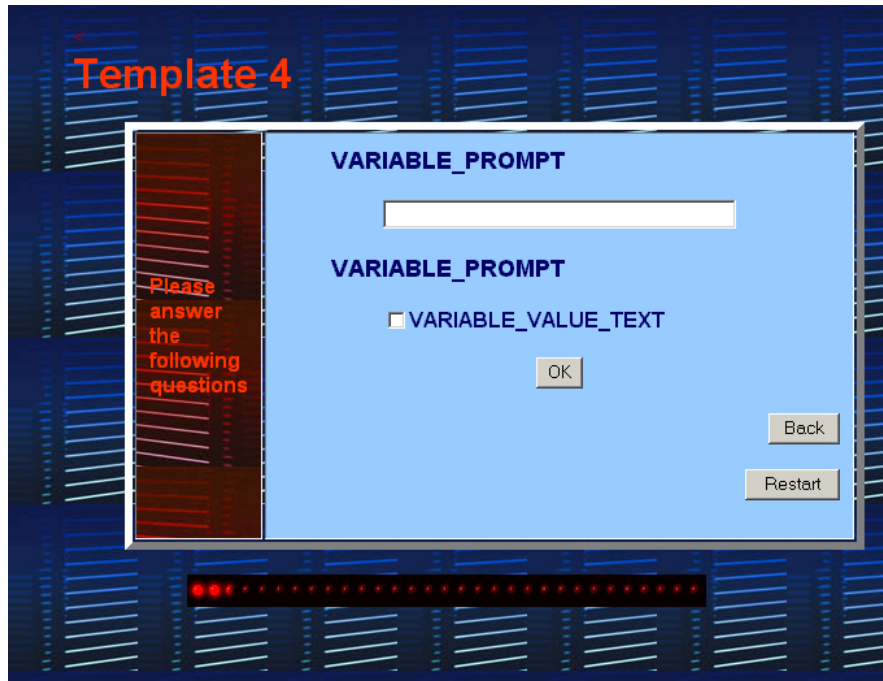 <
Template 4
VARIABLE_PROMPT
VARIABLE_PROMPT
Please
answer
the
following
questions
VARIABLE_VALUE_TEXT
OK
Back
Restart